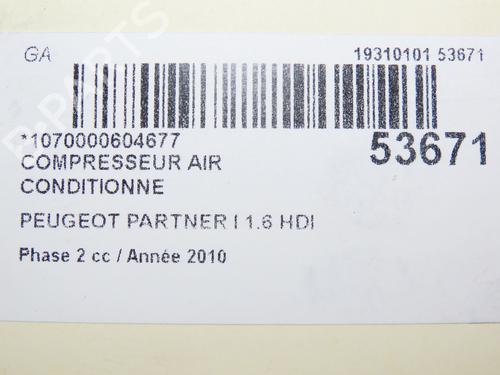 GA 19310101 53671
*1070000604677 53671
COMPRESSEUR AIR
CONDITIONNE
PEUGEOT PARTNER I 1.6 HDI
Phase 2 cc / Année 2010